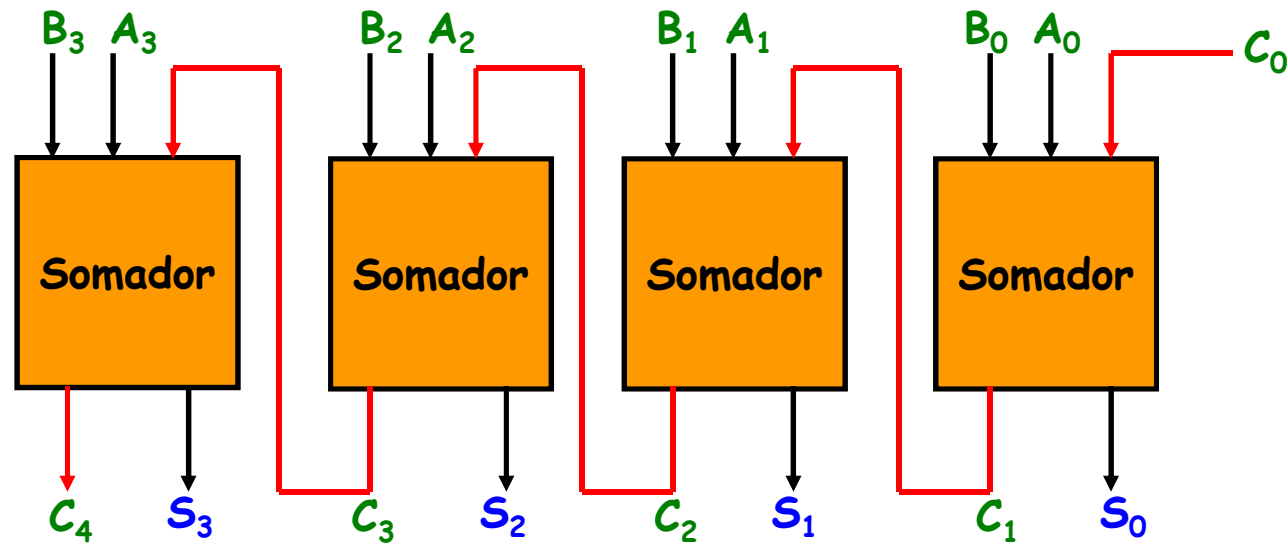 B₃ A₃ B₂ A₂ B₁ A₁ B₀ A₀ C₀
Somador Somador Somador Somador
C₄ S₃ C₃ S₂ C₂ S₁ C₁ S₀